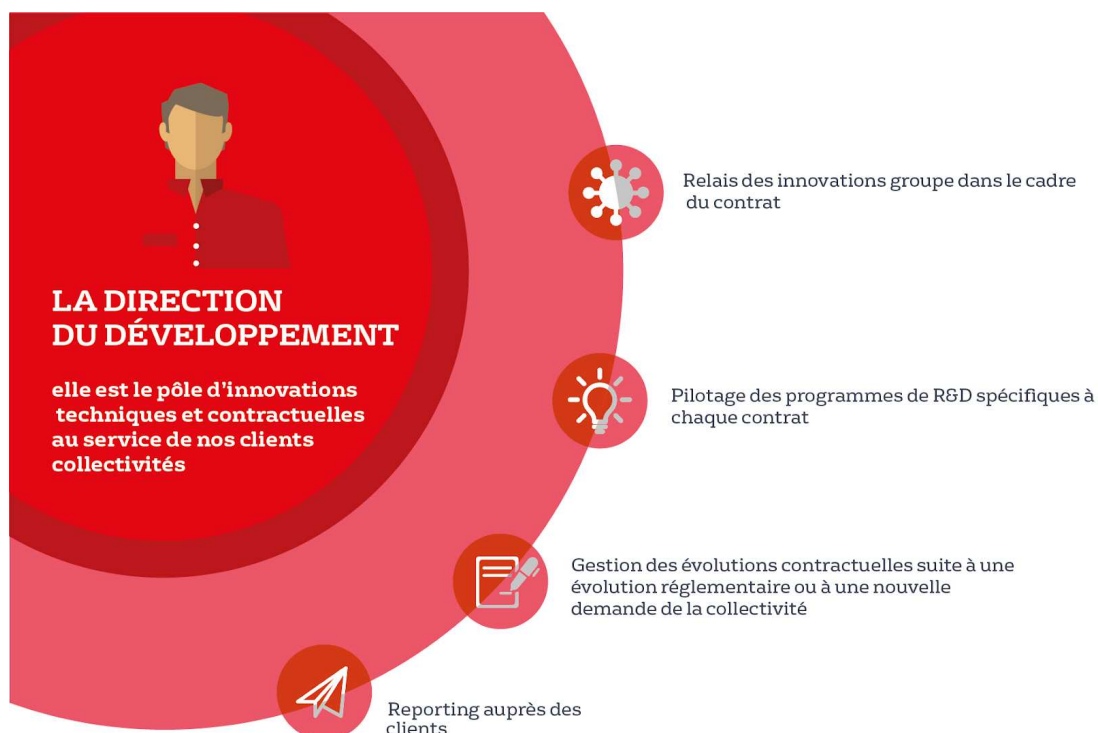 LA DIRECTION
DU DÉVELOPPEMENT
elle est le pôle d'innovations
techniques et contractuelles
au service de nos clients
collectivités
Relais des innovations groupe dans le cadre
du contrat
Pilotage des programmes de R&D spécifiques à
chaque contrat
Gestion des évolutions contractuelles suite à une
évolution réglementaire ou à une nouvelle
demande de la collectivité
Reporting auprès des
clients